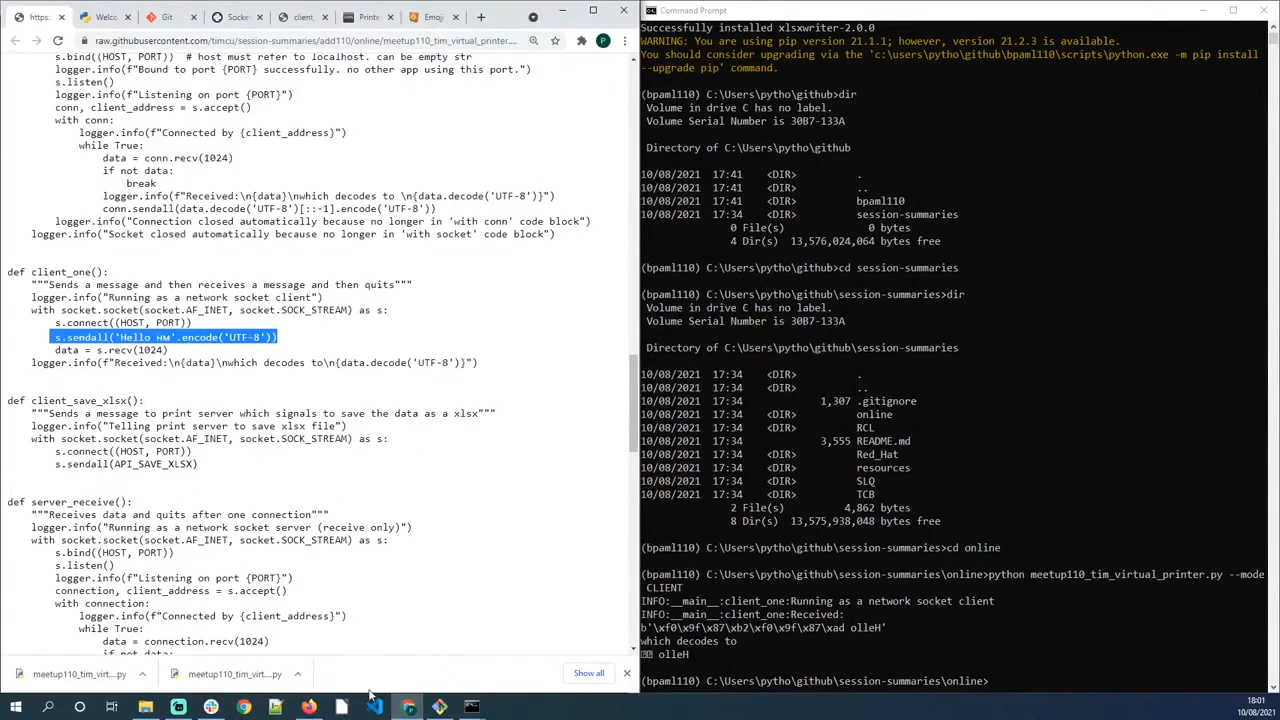 https:
Welco
Git
Socke
client_
Printe
Emoji
raw.githubusercontent.com/timcu/session-summaries/add110/online/meetup110_tim_virtual_printer....
P
s.bind((HOST, PORT))  # host must refer to localhost. can be empty str
logger.info(f"Bound to port {PORT} successfully. no other app using this port.")
s.listen()
logger.info(f"Listening on port {PORT}")
conn, client_address = s.accept()
with conn:
logger.info(f"Connected by {client_address}")
while True:
data = conn.recv(1024)
if not data:
break
logger.info(f"Received:\n{data}\nwhich decodes to \n{data.decode('UTF-8')}")
conn.sendall(data.decode('UTF-8')[::-1].encode('UTF-8'))
logger.info("Connection closed automatically because no longer in 'with conn' code block")
logger.info("Socket closed automatically because no longer in 'with socket' code block")
def client_one():
"""Sends a message and then receives a message and then quits"""
logger.info("Running as a network socket client")
with socket.socket(socket.AF_INET, socket.SOCK_STREAM) as s:
s.connect((HOST, PORT))
s.sendall('Hello 🇭🇲'.encode('UTF-8'))
data = s.recv(1024)
logger.info(f"Received:\n{data}\nwhich decodes to\n{data.decode('UTF-8')}")
def client_save_xlsx():
"""Sends a message to print server which signals to save the data as a xlsx"""
logger.info("Telling print server to save xlsx file")
with socket.socket(socket.AF_INET, socket.SOCK_STREAM) as s:
s.connect((HOST, PORT))
s.sendall(API_SAVE_XLSX)
def server_receive():
"""Receives data and quits after one connection"""
logger.info("Running as a network socket server (receive only)")
with socket.socket(socket.AF_INET, socket.SOCK_STREAM) as s:
s.bind((HOST, PORT))
s.listen()
logger.info(f"Listening on port {PORT}")
connection, client_address = s.accept()
with connection:
logger.info(f"Connected by {client_address}")
while True:
data = connection.recv(1024)
if not data:
meetup110_tim_virt....py
meetup110_tim_virt....py
Show all
Command Prompt
Successfully installed xlsxwriter-2.0.0
WARNING: You are using pip version 21.1.1; however, version 21.2.3 is available.
You should consider upgrading via the 'c:\users\pytho\github\bpaml110\scripts\python.exe -m pip install
--upgrade pip' command.
(bpaml110) C:\Users\pytho\github>dir
Volume in drive C has no label.
Volume Serial Number is 30B7-133A
Directory of C:\Users\pytho\github
10/08/2021  17:41    <DIR>          .
10/08/2021  17:41    <DIR>          ..
10/08/2021  17:41    <DIR>          bpaml110
10/08/2021  17:34    <DIR>          session-summaries
0 File(s)              0 bytes
4 Dir(s)  13,576,024,064 bytes free
(bpaml110) C:\Users\pytho\github>cd session-summaries
(bpaml110) C:\Users\pytho\github\session-summaries>dir
Volume in drive C has no label.
Volume Serial Number is 30B7-133A
Directory of C:\Users\pytho\github\session-summaries
10/08/2021  17:34    <DIR>          .
10/08/2021  17:34    <DIR>          ..
10/08/2021  17:34             1,307 .gitignore
10/08/2021  17:34    <DIR>          online
10/08/2021  17:34    <DIR>          RCL
10/08/2021  17:34             3,555 README.md
10/08/2021  17:34    <DIR>          Red_Hat
10/08/2021  17:34    <DIR>          resources
10/08/2021  17:34    <DIR>          SLQ
10/08/2021  17:34    <DIR>          TCB
2 File(s)          4,862 bytes
8 Dir(s)  13,575,938,048 bytes free
(bpaml110) C:\Users\pytho\github\session-summaries>cd online
(bpaml110) C:\Users\pytho\github\session-summaries\online>python meetup110_tim_virtual_printer.py --mode
CLIENT
INFO:__main__:client_one:Running as a network socket client
INFO:__main__:client_one:Received:
b'\xf0\x9f\x87\xb2\xf0\x9f\x87\xad olleH'
which decodes to
olleH
(bpaml110) C:\Users\pytho\github\session-summaries\online>
18:01
10/08/2021